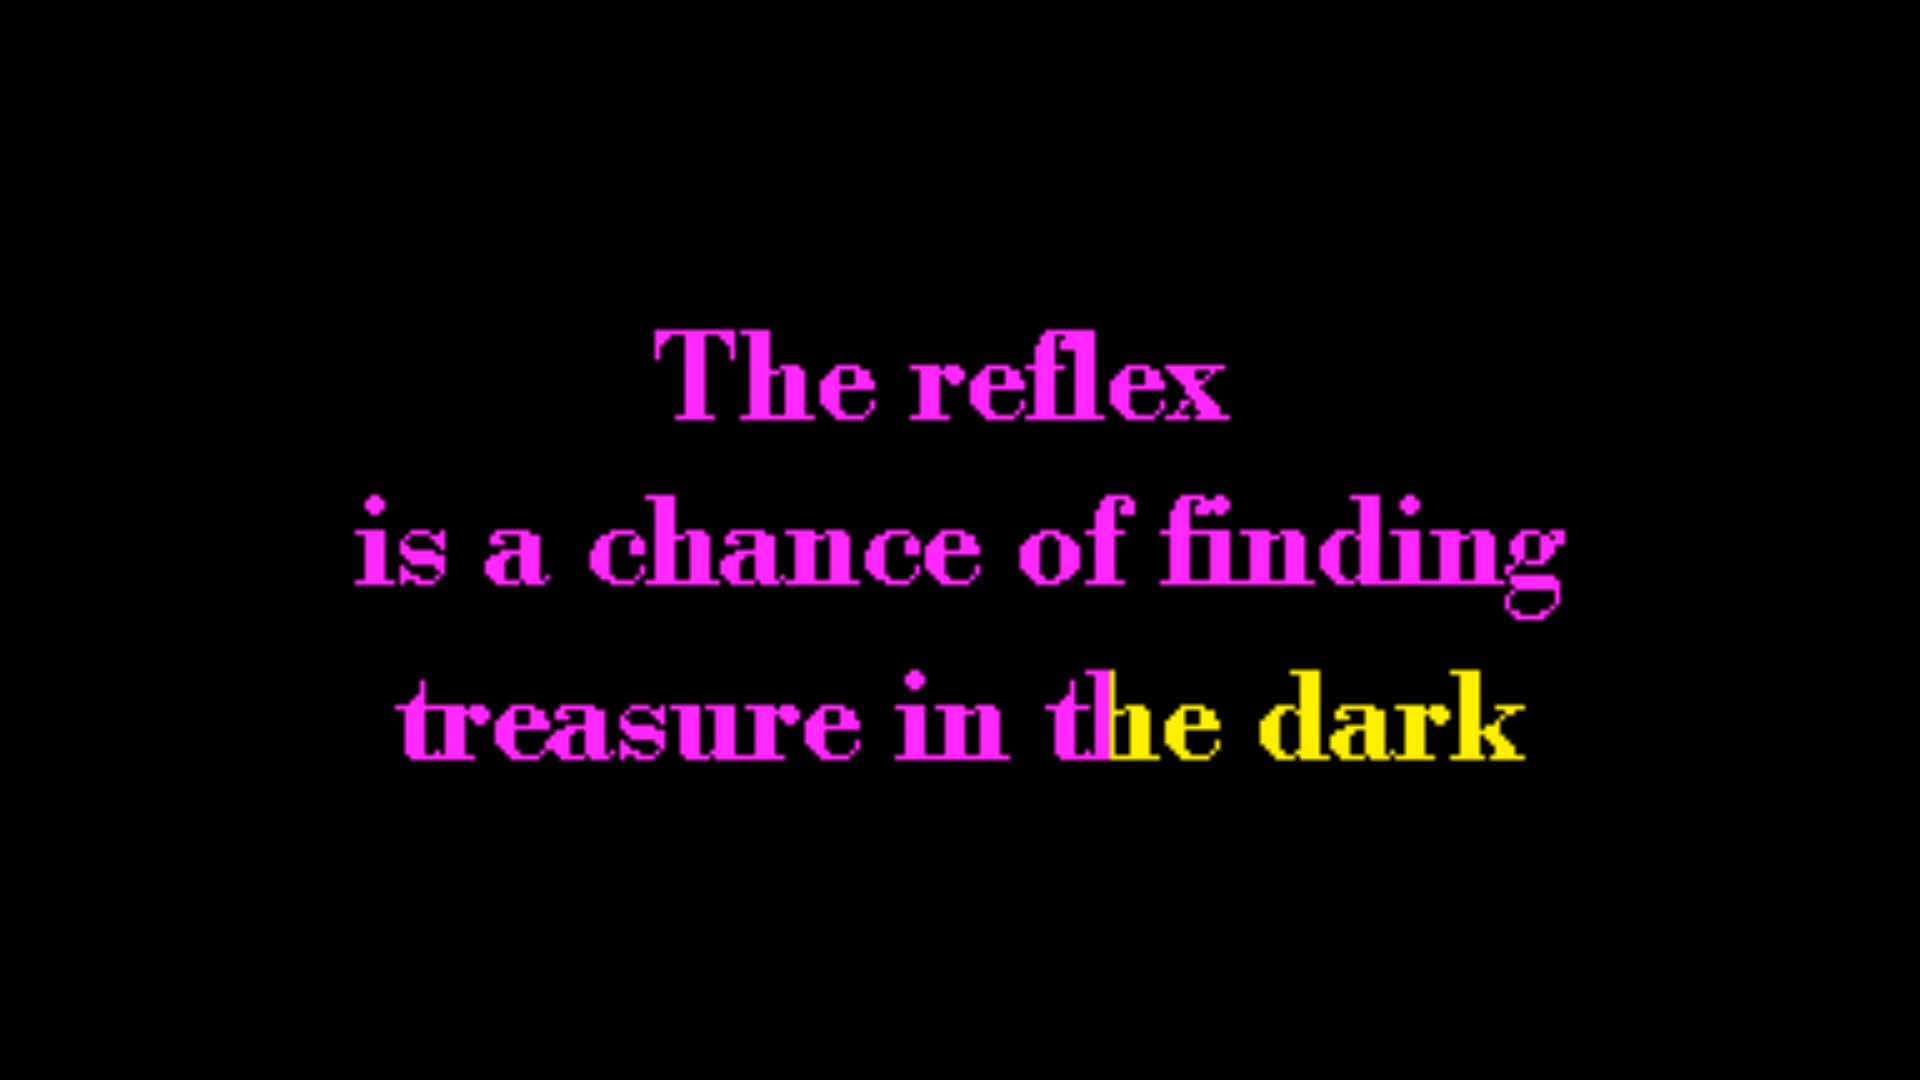 The reflex
is a chance of finding
treasure in the dark